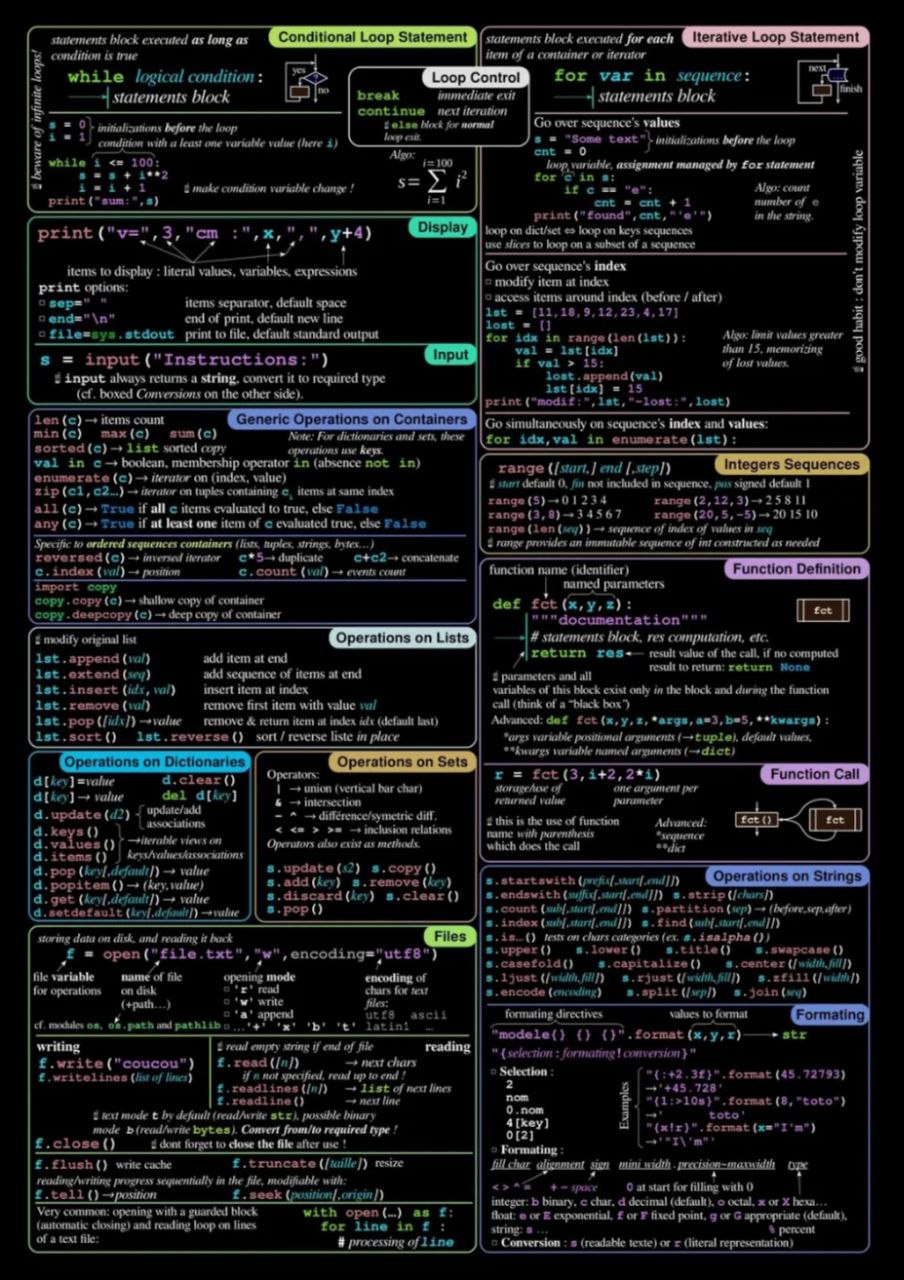 Conditional Loop Statement
statements block executed as long as
condition is true
while logical condition:
statements block
yes
no
beware of infinite loops!
s = 0
i = 1
initializations before the loop
condition with a least one variable value (here i)
while i <= 100:
s = s + i**2
i = i + 1
make condition variable change !
print("sum:",s)
Algo:
i=100
s= ∑ i²
i=1
Loop Control
break immediate exit
continue next iteration
else block for normal
loop exit.
Iterative Loop Statement
statements block executed for each
item of a container or iterator
for var in sequence:
statements block
next
...
finish
Go over sequence's values
s = "Some text"
cnt = 0
initializations before the loop
loop variable, assignment managed by for statement
for c in s:
if c == "e":
cnt = cnt + 1
print("found",cnt,"'e'")
Algo: count
number of e
in the string.
loop on dict/set ⇔ loop on keys sequences
use slices to loop on a subset of a sequence
Go over sequence's index
▫ modify item at index
▫ access items around index (before / after)
lst = [11,18,9,12,23,4,17]
lost = []
for idx in range(len(lst)):
val = lst[idx]
if val > 15:
lost.append(val)
lst[idx] = 15
print("modif:",lst,"-lost:",lost)
Algo: limit values greater
than 15, memorizing
of lost values.
Go simultaneously on sequence's index and values:
for idx,val in enumerate(lst):
good habit : don't modify loop variable
Display
print("v=",3,"cm :",x,",",y+4)
items to display : literal values, variables, expressions
print options:
▫ sep=" " items separator, default space
▫ end="\n" end of print, default new line
▫ file=sys.stdout print to file, default standard output
Input
s = input("Instructions:")
input always returns a string, convert it to required type
(cf. boxed Conversions on the other side).
Generic Operations on Containers
len(c)→ items count
min(c) max(c) sum(c)
Note: For dictionaries and sets, these
operations use keys.
sorted(c)→ list sorted copy
val in c → boolean, membership operator in (absence not in)
enumerate(c)→ iterator on (index, value)
zip(c1,c2…)→ iterator on tuples containing cᵢ items at same index
all(c)→ True if all c items evaluated to true, else False
any(c)→ True if at least one item of c evaluated true, else False
Specific to ordered sequences containers (lists, tuples, strings, bytes…)
reversed(c)→ inversed iterator c*5→ duplicate c+c2→ concatenate
c.index(val)→ position c.count(val)→ events count
import copy
copy.copy(c)→ shallow copy of container
copy.deepcopy(c)→ deep copy of container
Integers Sequences
range([start,] end [,step])
start default 0, fin not included in sequence, pas signed default 1
range(5)→ 0 1 2 3 4 range(2,12,3)→ 2 5 8 11
range(3,8)→ 3 4 5 6 7 range(20,5,-5)→ 20 15 10
range(len(seq))→ sequence of index of values in seq
range provides an immutable sequence of int constructed as needed
Operations on Lists
modify original list
lst.append(val) add item at end
lst.extend(seq) add sequence of items at end
lst.insert(idx,val) insert item at index
lst.remove(val) remove first item with value val
lst.pop([idx])→value remove & return item at index idx (default last)
lst.sort() lst.reverse() sort / reverse liste in place
Function Definition
function name (identifier)
named parameters
def fct(x,y,z):
"""documentation"""
# statements block, res computation, etc.
return res← result value of the call, if no computed
result to return: return None
fct
parameters and all
variables of this block exist only in the block and during the function
call (think of a "black box")
Advanced: def fct(x,y,z,*args,a=3,b=5,**kwargs):
*args variable positional arguments (→tuple), default values,
**kwargs variable named arguments (→dict)
Function Call
r = fct(3,i+2,2*i)
storage/use of
returned value
one argument per
parameter
this is the use of function
name with parenthesis
which does the call
Advanced:
*sequence
**dict
fct()
fct
Operations on Dictionaries
d[key]=value d.clear()
d[key]→ value del d[key]
d.update(d2) update/add
associations
d.keys()
d.values()
d.items()
→iterable views on
keys/values/associations
d.pop(key[,default])→ value
d.popitem()→ (key,value)
d.get(key[,default])→ value
d.setdefault(key[,default])→value
Operations on Sets
Operators:
| → union (vertical bar char)
& → intersection
- ^ → différence/symetric diff.
< <= > >= → inclusion relations
Operators also exist as methods.
s.update(s2) s.copy()
s.add(key) s.remove(key)
s.discard(key) s.clear()
s.pop()
Operations on Strings
s.startswith(prefix[,start[,end]])
s.endswith(suffix[,start[,end]]) s.strip([chars])
s.count(sub[,start[,end]]) s.partition(sep)→ (before,sep,after)
s.index(sub[,start[,end]]) s.find(sub[,start[,end]])
s.is…() tests on chars categories (ex. s.isalpha())
s.upper() s.lower() s.title() s.swapcase()
s.casefold() s.capitalize() s.center([width,fill])
s.ljust([width,fill]) s.rjust([width,fill]) s.zfill([width])
s.encode(encoding) s.split([sep]) s.join(seq)
Files
storing data on disk, and reading it back
f = open("file.txt","w",encoding="utf8")
file variable
for operations
name of file
on disk
(+path…)
opening mode
▫ 'r' read
▫ 'w' write
▫ 'a' append
▫ …'+' 'x' 'b' 't'
encoding of
chars for text
files:
utf8 ascii
latin1 …
cf. modules os, os.path and pathlib
writing
f.write("coucou")
f.writelines(list of lines)
read empty string if end of file
reading
f.read([n]) → next chars
if n not specified, read up to end !
f.readlines([n]) → list of next lines
f.readline() → next line
text mode t by default (read/write str), possible binary
mode b (read/write bytes). Convert from/to required type !
f.close() dont forget to close the file after use !
f.flush() write cache f.truncate([taille]) resize
reading/writing progress sequentially in the file, modifiable with:
f.tell()→position f.seek(position[,origin])
Very common: opening with a guarded block
(automatic closing) and reading loop on lines
of a text file:
with open(…) as f:
for line in f :
# processing of line
Formating
formating directives values to format
"modele{} {} {}".format(x,y,r) → str
"{selection:formating!conversion}"
▫ Selection :
2
nom
0.nom
4[key]
0[2]
Examples
"{:+2.3f}".format(45.72793)
→'+45.728'
"{1:>10s}".format(8,"toto")
→' toto'
"{x!r}".format(x="I'm")
→'"I\'m"'
▫ Formating :
fill char alignment sign mini width.precision~maxwidth type
< > ^ = + - space 0 at start for filling with 0
integer: b binary, c char, d decimal (default), o octal, x or X hexa…
float: e or E exponential, f or F fixed point, g or G appropriate (default),
string: s … % percent
▫ Conversion : s (readable texte) or r (literal representation)